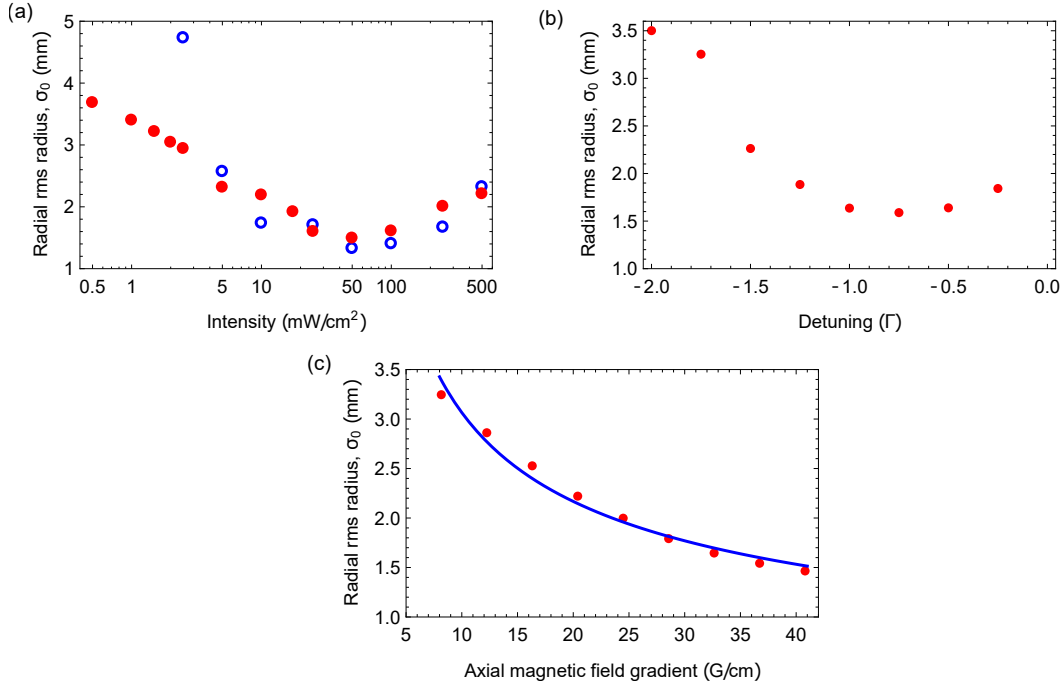 (a)
5
4
3
2
1
Radial rms radius, σ₀ (mm)
0.5 1 5 10 50 100 500
Intensity (mW/cm²)
(b)
3.5
3.0
2.5
2.0
1.5
1.0
Radial rms radius, σ₀ (mm)
-2.0 -1.5 -1.0 -0.5 0.0
Detuning (Γ)
(c)
3.5
3.0
2.5
2.0
1.5
1.0
Radial rms radius, σ₀ (mm)
5 10 15 20 25 30 35 40
Axial magnetic field gradient (G/cm)